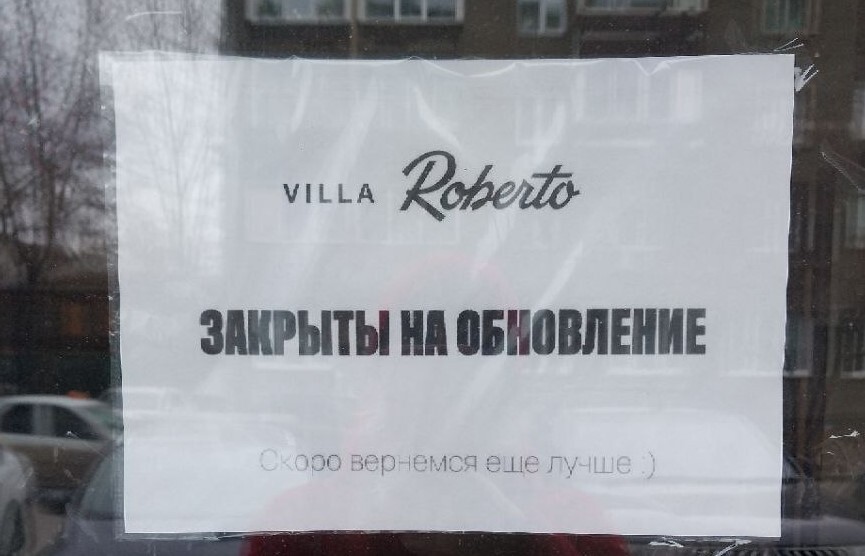 VILLA Roberto
ЗАКРЫТЫ НА ОБНОВЛЕНИЕ
Скоро вернемся еще лучше :)